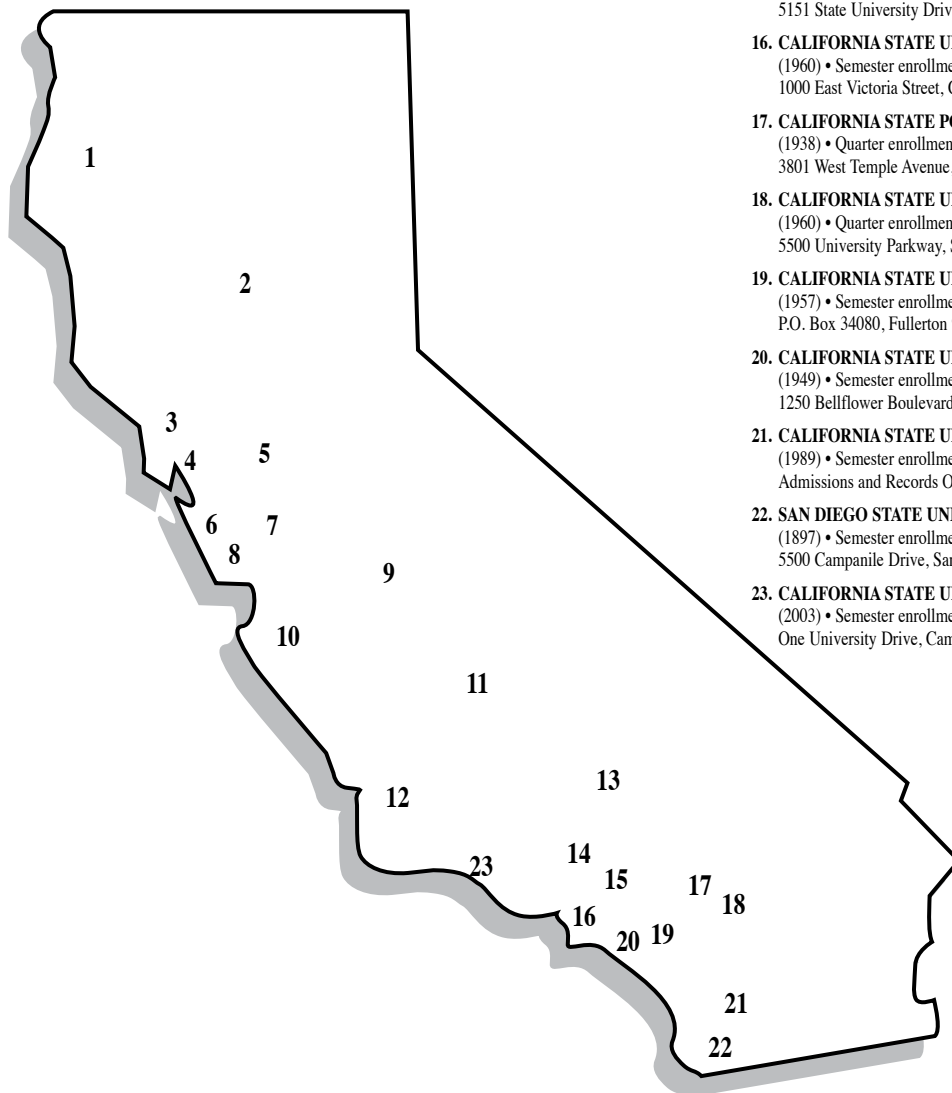 5151 State University Driv
16. CALIFORNIA STATE U
(1960) • Semester enrollme
1000 East Victoria Street, C
17. CALIFORNIA STATE PO
(1938) • Quarter enrollmen
3801 West Temple Avenue
18. CALIFORNIA STATE U
(1960) • Quarter enrollmen
5500 University Parkway, S
19. CALIFORNIA STATE U
(1957) • Semester enrollme
P.O. Box 34080, Fullerton
20. CALIFORNIA STATE U
(1949) • Semester enrollme
1250 Bellflower Boulevard
21. CALIFORNIA STATE U
(1989) • Semester enrollme
Admissions and Records O
22. SAN DIEGO STATE UN
(1897) • Semester enrollme
5500 Campanile Drive, San
23. CALIFORNIA STATE U
(2003) • Semester enrollme
One University Drive, Cam
1
2
3
4
5
6
7
8
9
10
11
12
13
14
15
16
17
18
19
20
21
22
23